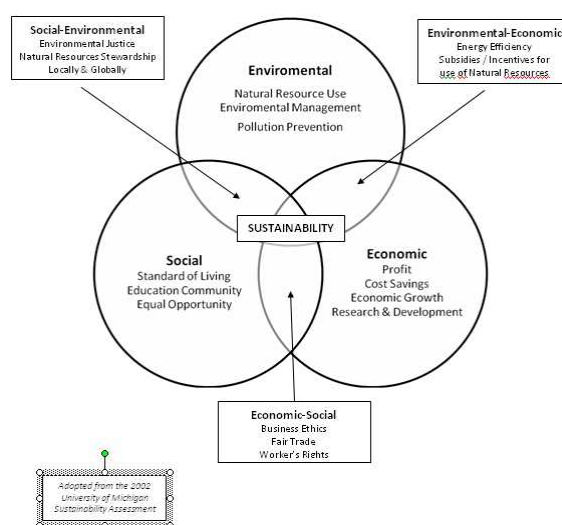 Social-Environmental
Environmental Justice
Natural Resources Stewardship
Locally & Globally
Environmental-Economic
Energy Efficiency
Subsidies / Incentives for
use of Natural Resources
Enviromental
Natural Resource Use
Enviromental Management
Pollution Prevention
SUSTAINABILITY
Social
Standard of Living
Education Community
Equal Opportunity
Economic
Profit
Cost Savings
Economic Growth
Research & Development
Economic-Social
Business Ethics
Fair Trade
Worker's Rights
Adopted from the 2002
University of Michigan
Sustainability Assessment